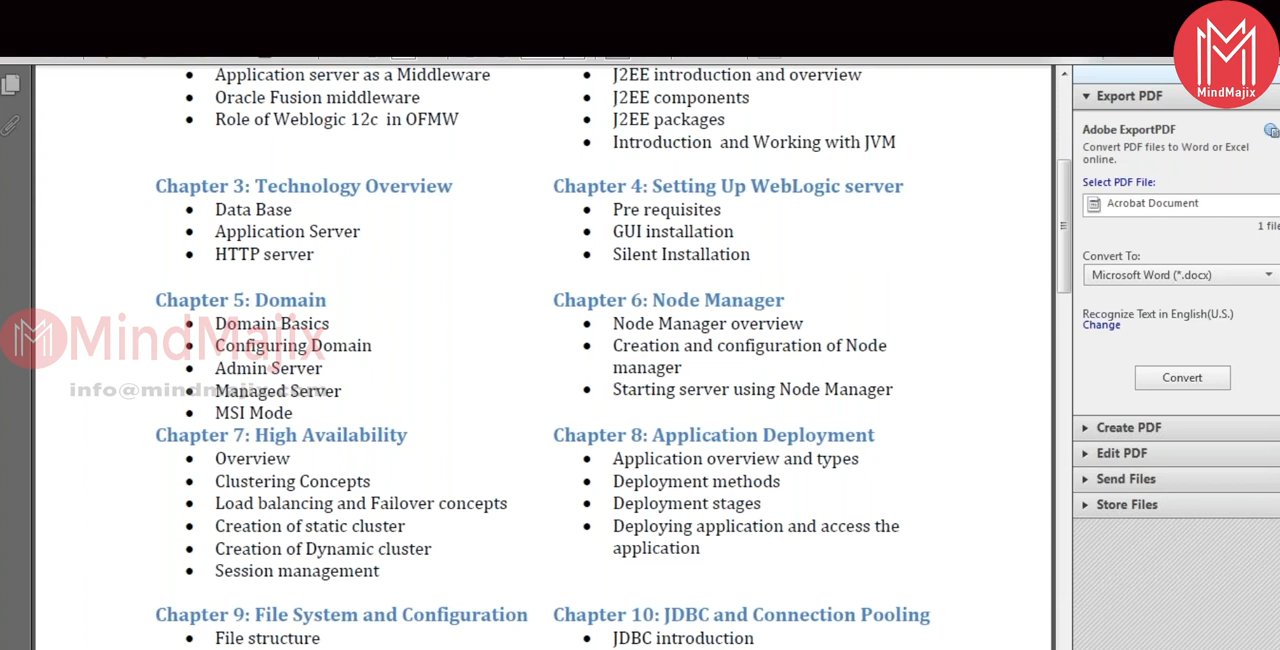 MindMajix
Application server as a Middleware
Oracle Fusion middleware
Role of Weblogic 12c in OFMW
J2EE introduction and overview
J2EE components
J2EE packages
Introduction and Working with JVM
Chapter 3: Technology Overview
Data Base
Application Server
HTTP server
Chapter 4: Setting Up WebLogic server
Pre requisites
GUI installation
Silent Installation
Chapter 5: Domain
Domain Basics
Configuring Domain
Admin Server
Managed Server
MSI Mode
MindMajix
info@mindmajix.com
Chapter 6: Node Manager
Node Manager overview
Creation and configuration of Node
manager
Starting server using Node Manager
Chapter 7: High Availability
Overview
Clustering Concepts
Load balancing and Failover concepts
Creation of static cluster
Creation of Dynamic cluster
Session management
Chapter 8: Application Deployment
Application overview and types
Deployment methods
Deployment stages
Deploying application and access the
application
Chapter 9: File System and Configuration
File structure
Chapter 10: JDBC and Connection Pooling
JDBC introduction
Export PDF
Adobe ExportPDF
Convert PDF files to Word or Excel
online.
Select PDF File:
Acrobat Document
1 file
Convert To:
Microsoft Word (*.docx)
Recognize Text in English(U.S.)
Change
Convert
Create PDF
Edit PDF
Send Files
Store Files